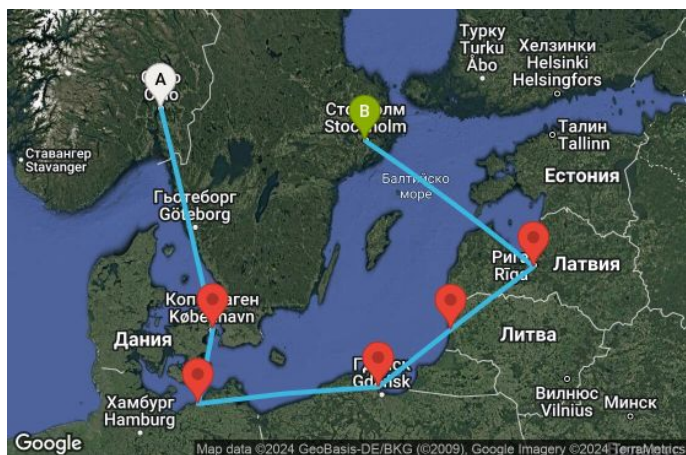 Турку
Turku
Åbo
Хелзинки
Helsinki
Helsingfors
A
Oslo
B
Стокхолм
Stockholm
Талин
Tallinn
Ставангер
Stavanger
Балтийско
море
Естония
Гьотеборг
Göteborg
Рига
Rīga
ЛАТВИЯ
Копенхаген
København
Дания
Литва
Гданск
Gdańsk
Хамбург
Hamburg
Вилнюс
Vilnius
Минск
Google
Map data ©2024 GeoBasis-DE/BKG (©2009), Google Imagery ©2024 TerraMetrics